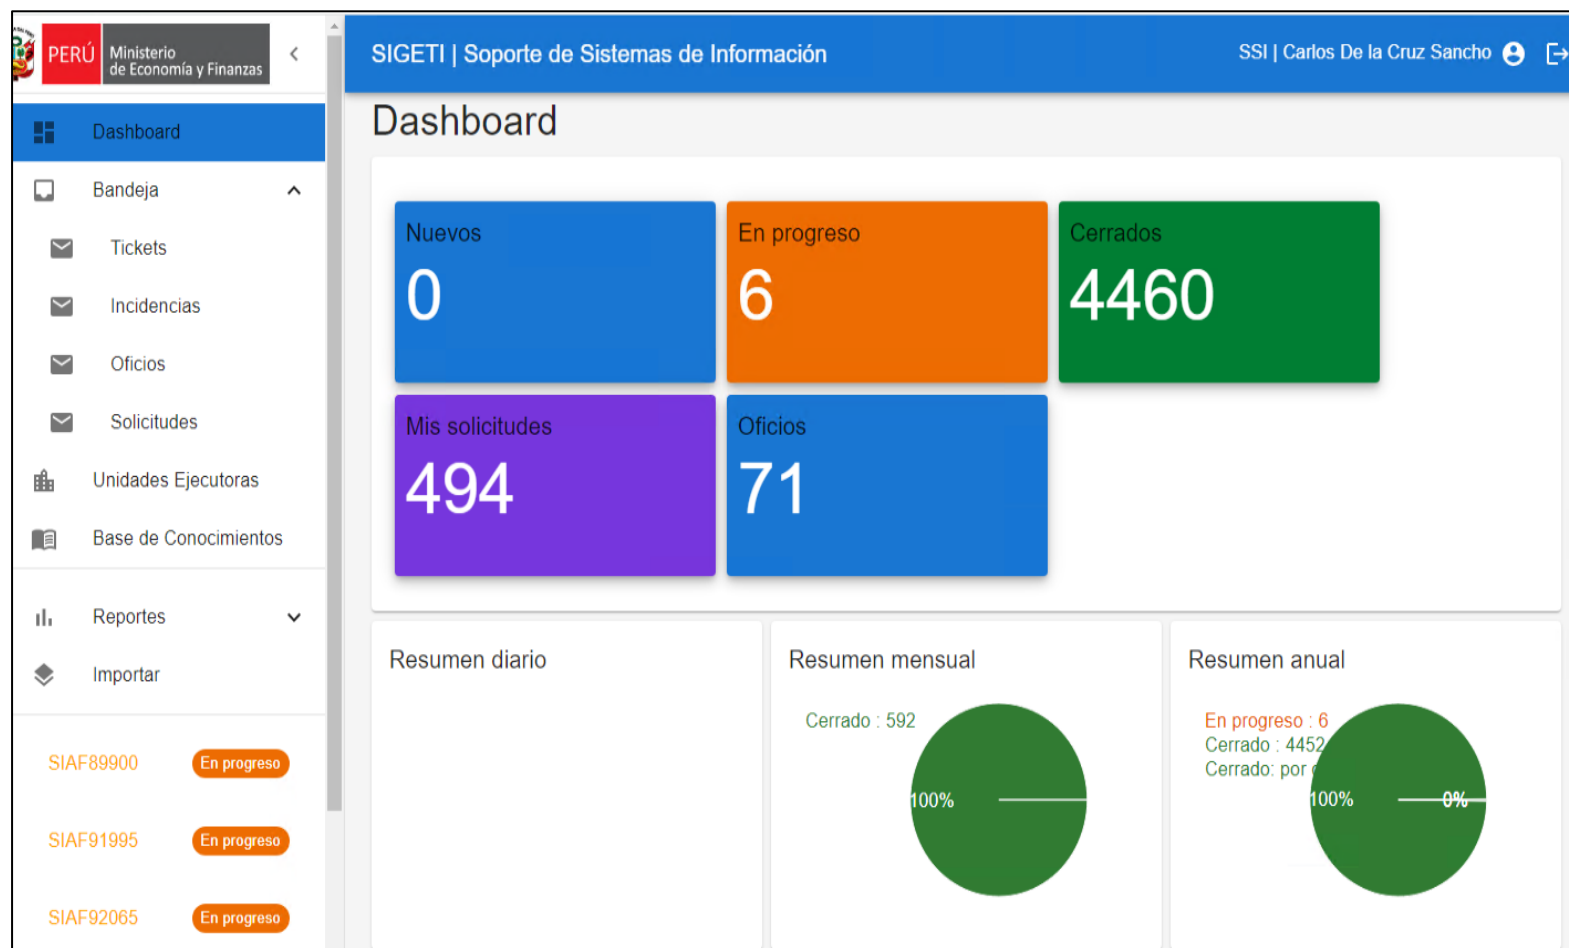 PERÚ
Ministerio
de Economía y Finanzas
SIGETI | Soporte de Sistemas de Información
SSI | Carlos De la Cruz Sancho
Dashboard
Bandeja
Tickets
Incidencias
Oficios
Solicitudes
Unidades Ejecutoras
Base de Conocimientos
Reportes
Importar
SIAF89900 En progreso
SIAF91995 En progreso
SIAF92065 En progreso
Dashboard
Nuevos
0
En progreso
6
Cerrados
4460
Mis solicitudes
494
Oficios
71
Resumen diario
Resumen mensual
Cerrado : 592
100%
Resumen anual
En progreso : 6
Cerrado : 4452
Cerrado: por
100%
0%